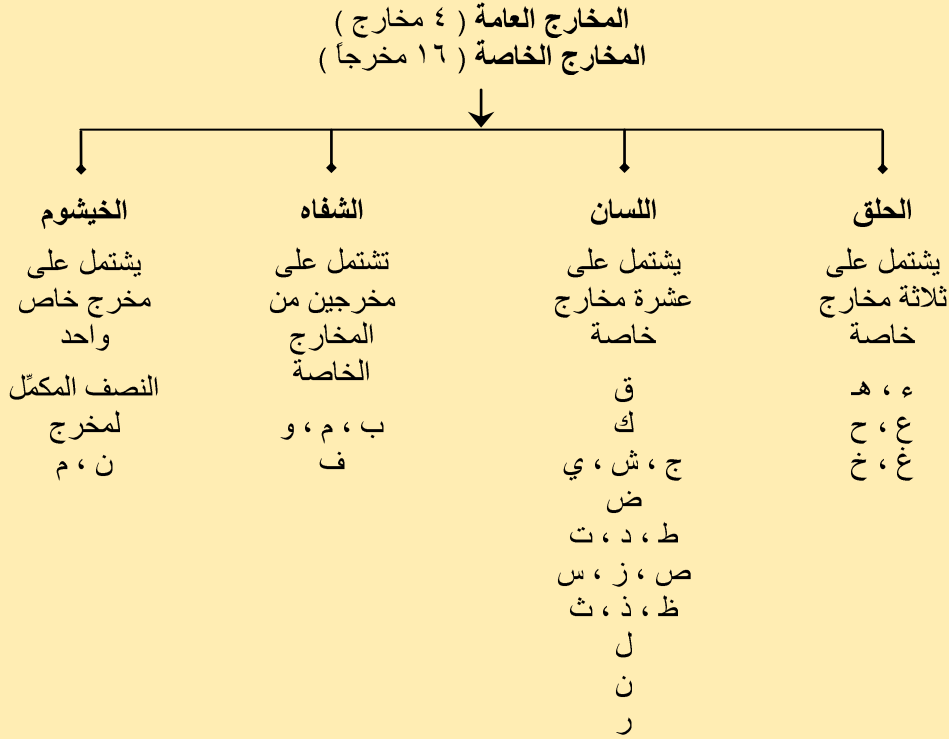 المخارج العامة ( ٤ مخارج )
المخارج الخاصة ( ١٦ مخرجاً )
الحلق
يشتمل على
ثلاثة مخارج
خاصة
ء ، هـ
ع ، ح
غ ، خ
اللسان
يشتمل على
عشرة مخارج
خاصة
ق
ك
ج ، ش ، ي
ض
ط ، د ، ت
ص ، ز ، س
ظ ، ذ ، ث
ل
ن
ر
الشفاه
تشتمل على
مخرجين من
المخارج
الخاصة
ب ، م ، و
ف
الخيشوم
يشتمل على
مخرج خاص
واحد
النصف المكمِّل
لمخرج
ن ، م